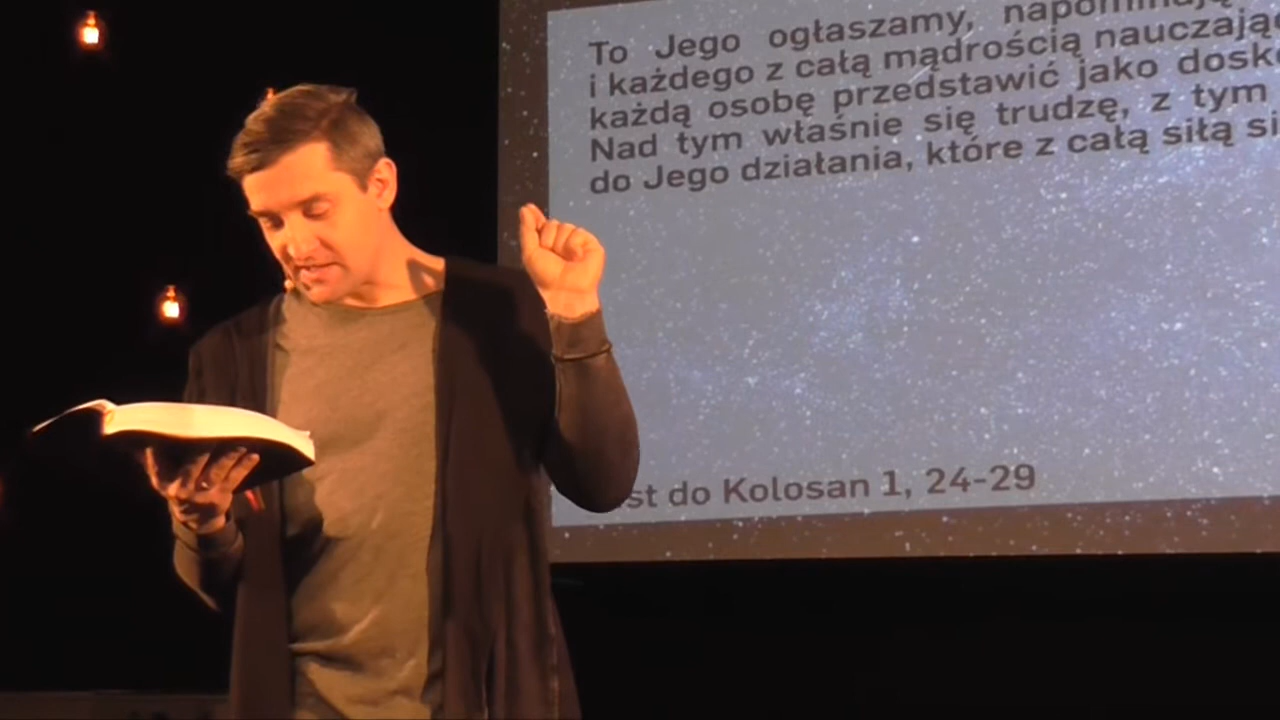 To Jego ogłaszamy,
i każdego z całą mądrością
każdą osobę przedstawić jako
Nad tym właśnie się trudzę, z tym
do Jego działania, które z całą siłą
do Kolosan 1, 24-29